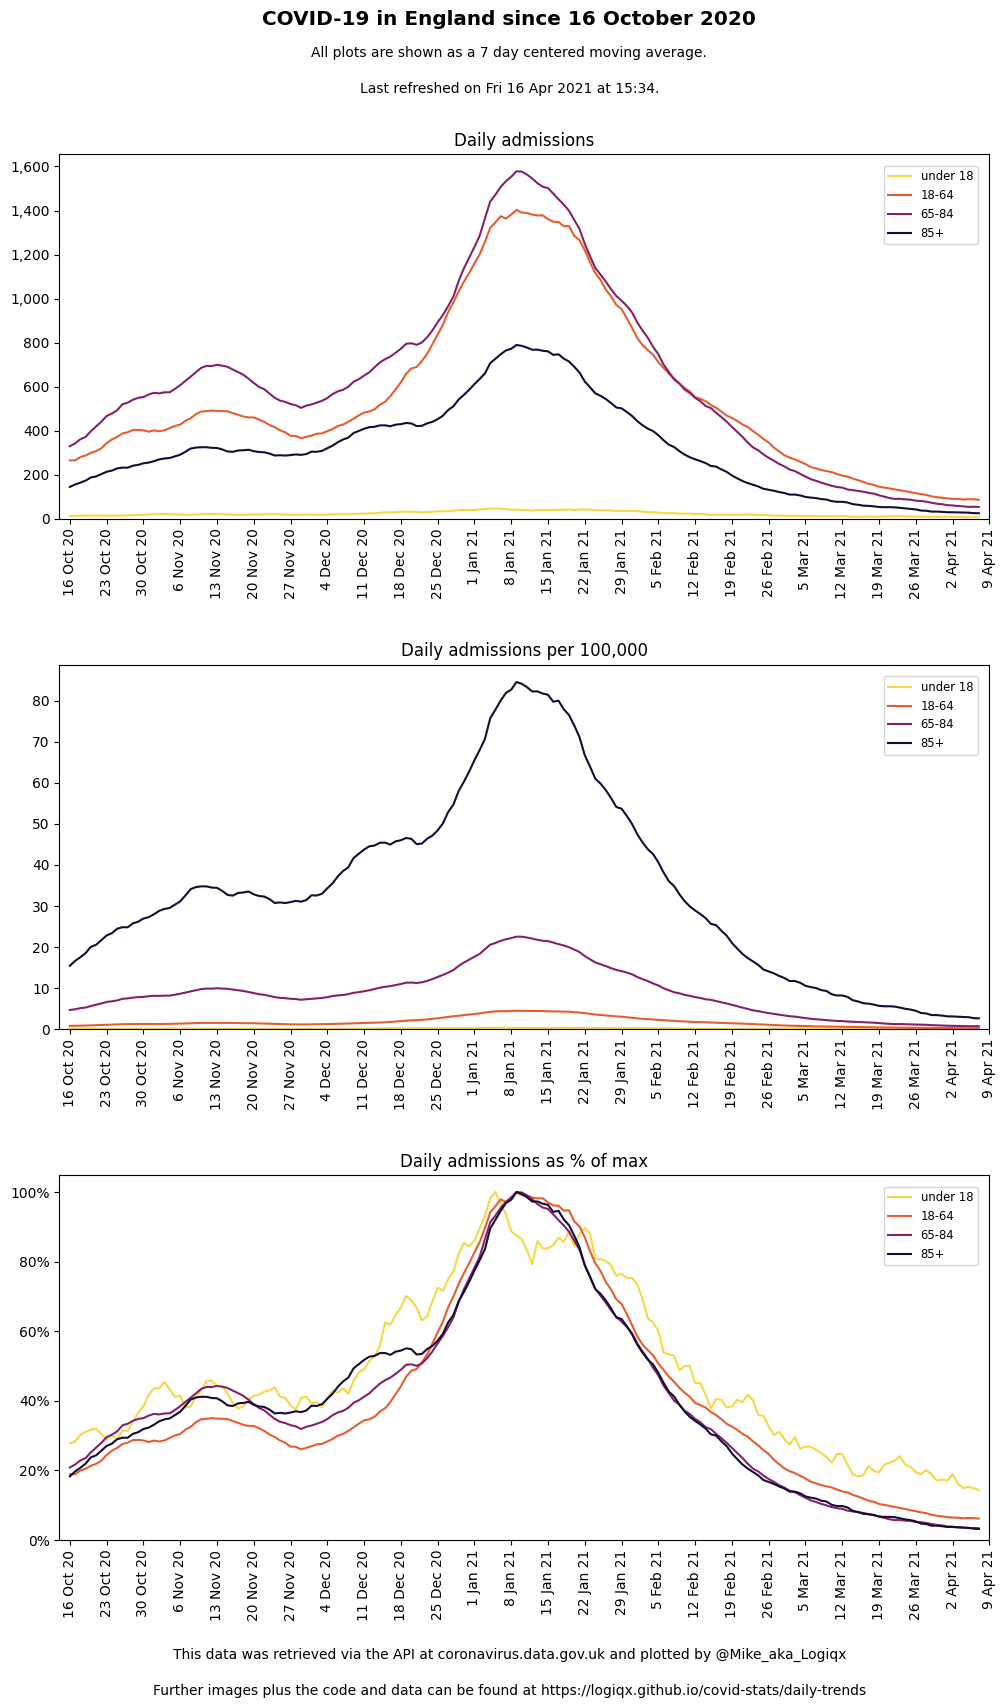 COVID-19 in England since 16 October 2020
All plots are shown as a 7 day centered moving average.
Last refreshed on Fri 16 Apr 2021 at 15:34.
Daily admissions
1,600
1,400
1,200
1,000
800
600
400
200
0
under 18
18-64
65-84
85+
16 Oct 20
23 Oct 20
30 Oct 20
6 Nov 20
13 Nov 20
20 Nov 20
27 Nov 20
4 Dec 20
11 Dec 20
18 Dec 20
25 Dec 20
1 Jan 21
8 Jan 21
15 Jan 21
22 Jan 21
29 Jan 21
5 Feb 21
12 Feb 21
19 Feb 21
26 Feb 21
5 Mar 21
12 Mar 21
19 Mar 21
26 Mar 21
2 Apr 21
9 Apr 21
Daily admissions per 100,000
80
70
60
50
40
30
20
10
0
under 18
18-64
65-84
85+
16 Oct 20
23 Oct 20
30 Oct 20
6 Nov 20
13 Nov 20
20 Nov 20
27 Nov 20
4 Dec 20
11 Dec 20
18 Dec 20
25 Dec 20
1 Jan 21
8 Jan 21
15 Jan 21
22 Jan 21
29 Jan 21
5 Feb 21
12 Feb 21
19 Feb 21
26 Feb 21
5 Mar 21
12 Mar 21
19 Mar 21
26 Mar 21
2 Apr 21
9 Apr 21
Daily admissions as % of max
100%
80%
60%
40%
20%
0%
under 18
18-64
65-84
85+
16 Oct 20
23 Oct 20
30 Oct 20
6 Nov 20
13 Nov 20
20 Nov 20
27 Nov 20
4 Dec 20
11 Dec 20
18 Dec 20
25 Dec 20
1 Jan 21
8 Jan 21
15 Jan 21
22 Jan 21
29 Jan 21
5 Feb 21
12 Feb 21
19 Feb 21
26 Feb 21
5 Mar 21
12 Mar 21
19 Mar 21
26 Mar 21
2 Apr 21
9 Apr 21
This data was retrieved via the API at coronavirus.data.gov.uk and plotted by @Mike_aka_Logiqx
Further images plus the code and data can be found at https://logiqx.github.io/covid-stats/daily-trends